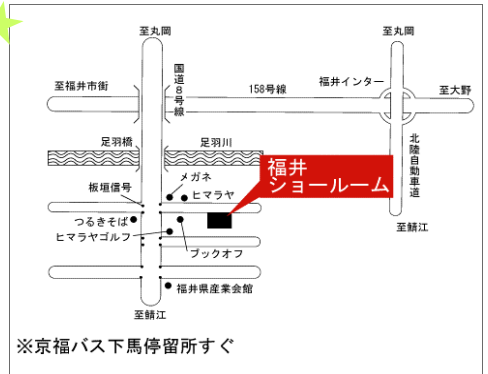 至丸岡
至丸岡
国道8号線
至福井市街
158号線
福井インター
至大野
足羽橋
足羽川
北陸自動車道
メガネ
福井
ショールーム
板垣信号
ヒマラヤ
つるきそば
ヒマラヤゴルフ
ブックオフ
至鯖江
福井県産業会館
至鯖江
※京福バス下馬停留所すぐ